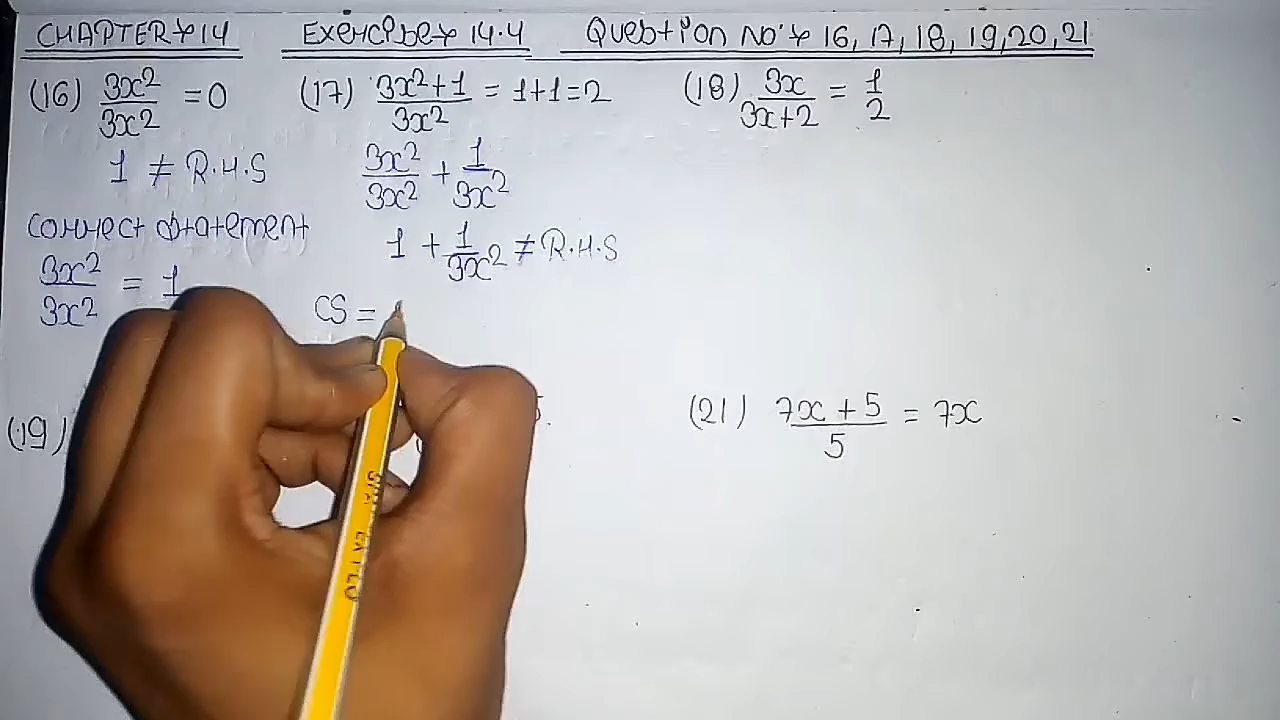 CHAPTER → 14 Exercise → 14.4 Question No → 16, 17, 18, 19, 20, 21
(16) 3x²/3x² = 0 (17) 3x²+1/3x² = 1+1=2 (18) 3x/3x+2 = 1/2
1 ≠ R.H.S 3x²/3x² + 1/3x²
Correct statement 1 + 1/3x² ≠ R.H.S
3x²/3x² = 1
CS =
(19) (21) 7x+5/5 = 7x